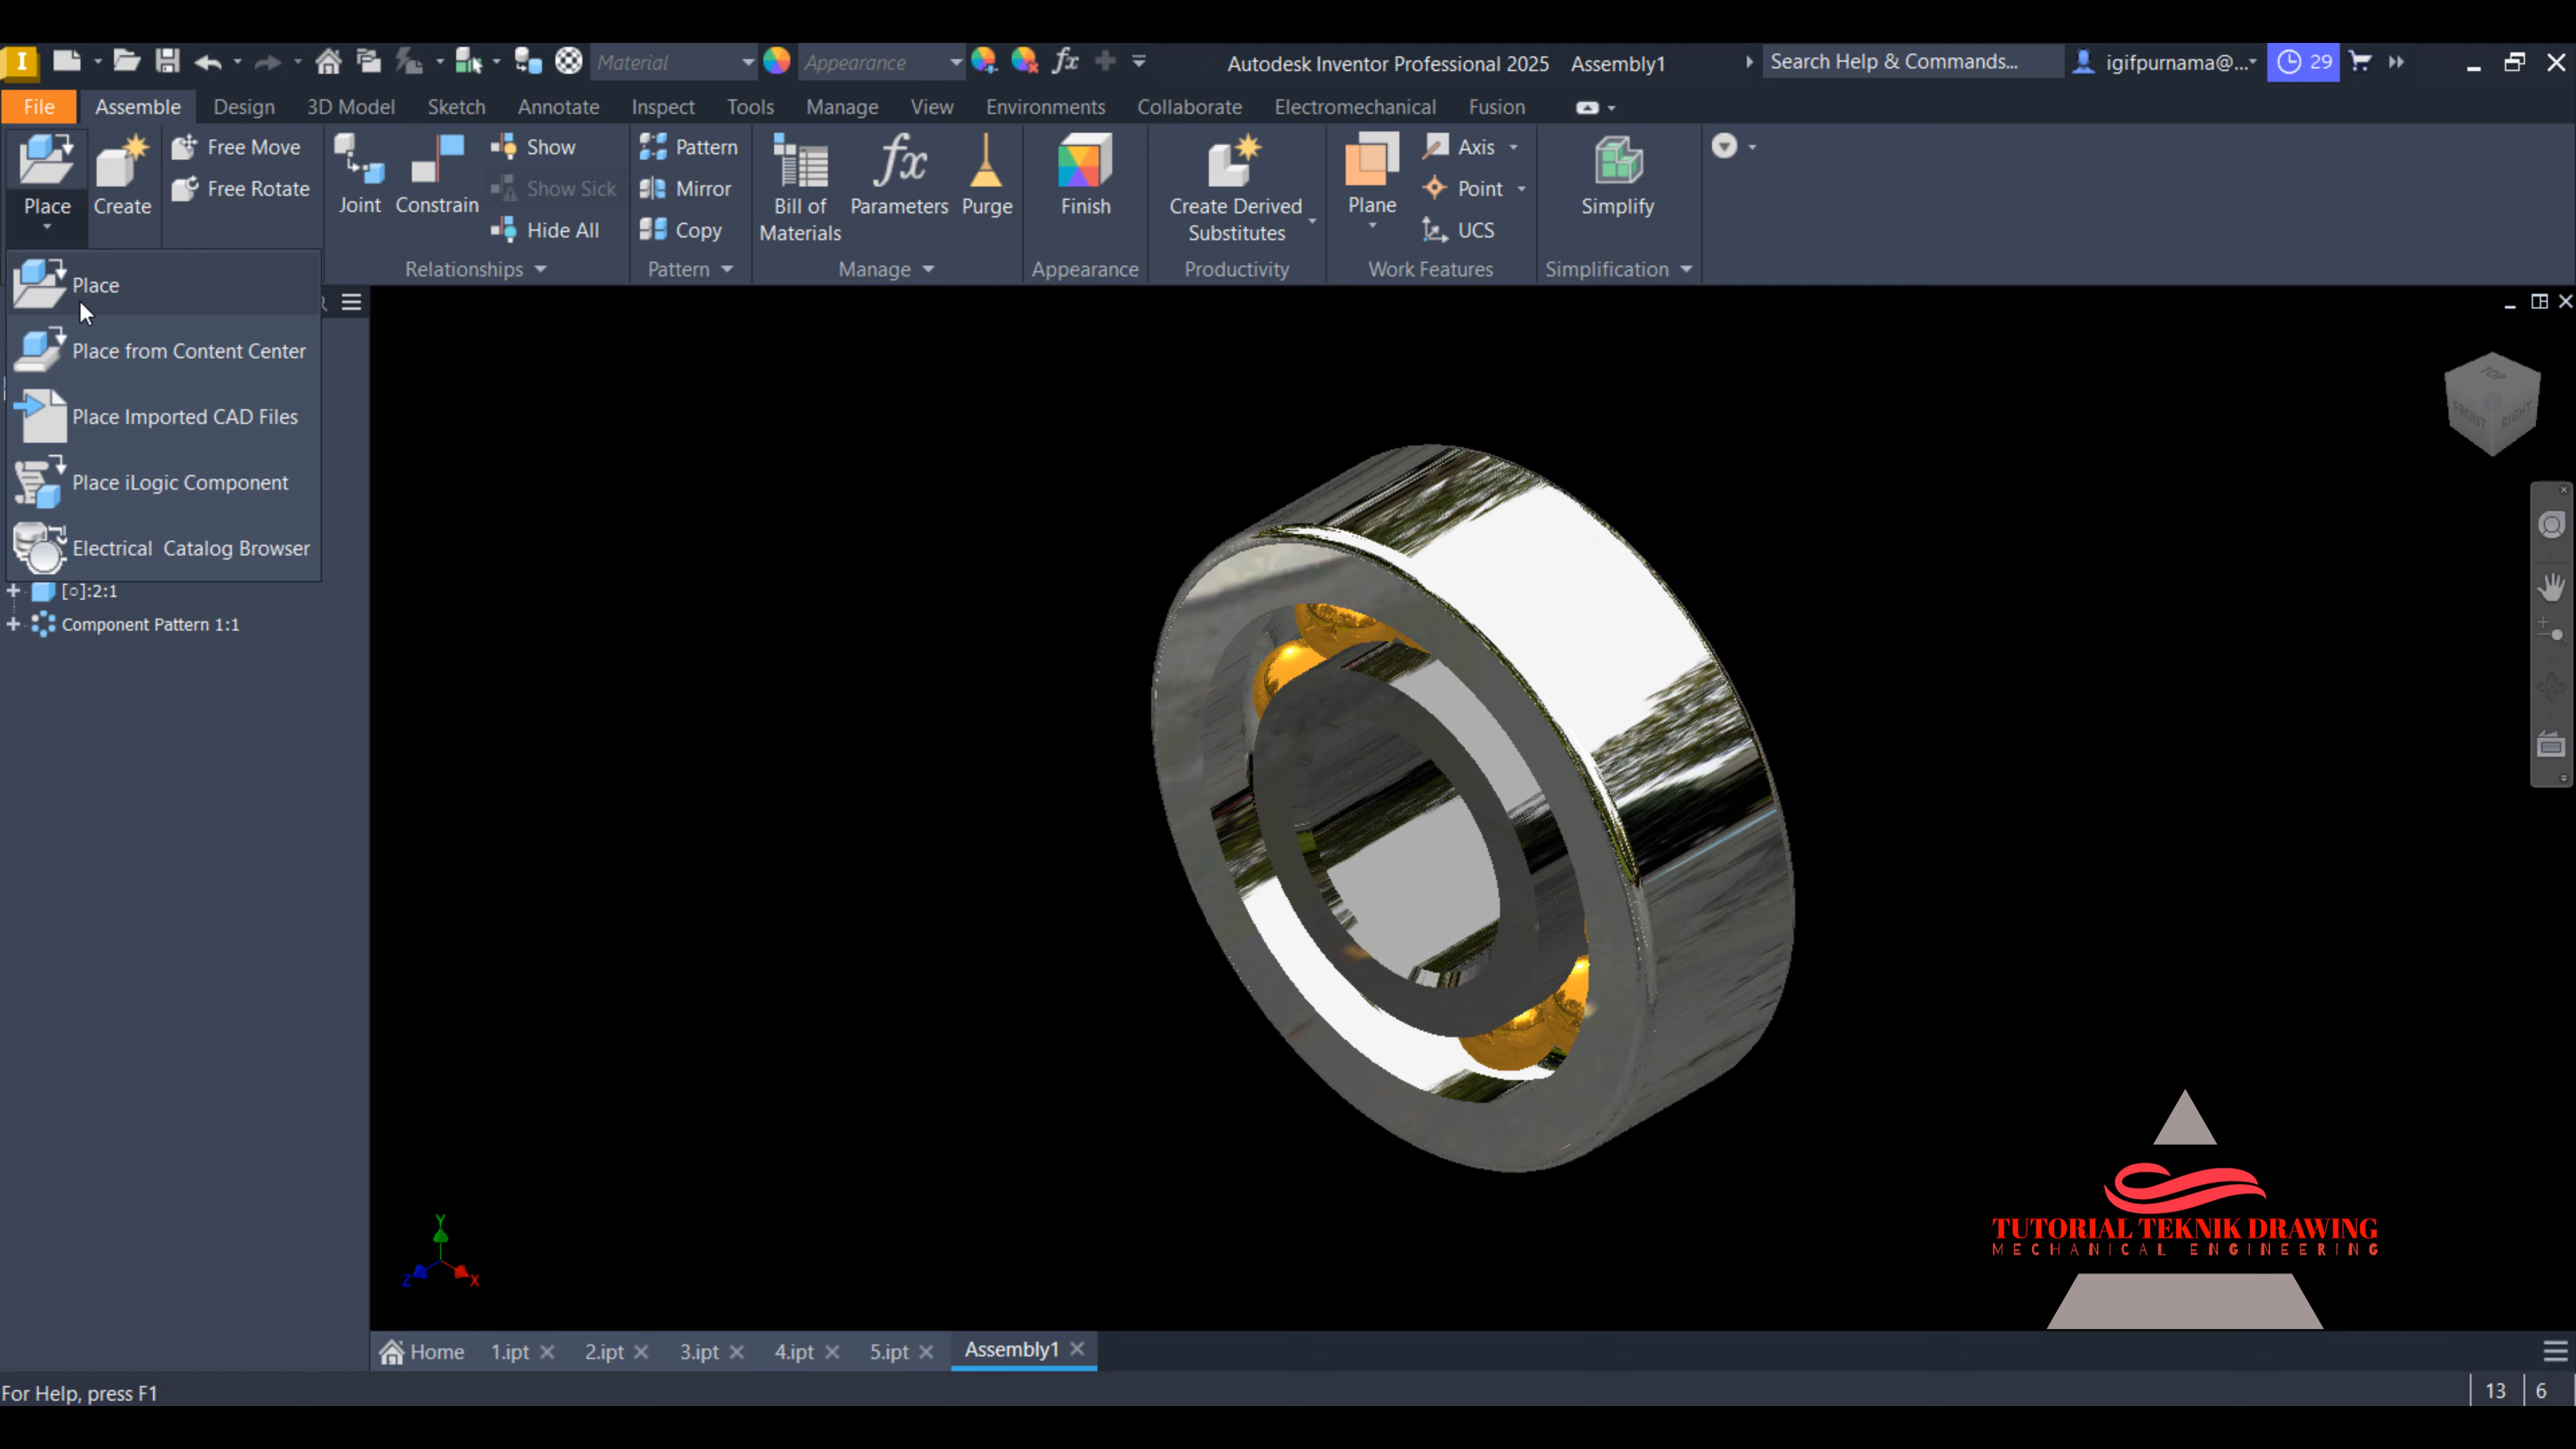 Material
Appearance
Autodesk Inventor Professional 2025 Assembly1
Search Help & Commands...
igifpurnama@...
29
File Assemble Design 3D Model Sketch Annotate Inspect Tools Manage View Environments Collaborate Electromechanical Fusion
Place
Create
Free Move
Free Rotate
Joint
Constrain
Show
Show Sick
Hide All
Relationships
Pattern
Mirror
Copy
Pattern
Bill of
Materials
fx
Parameters
Purge
Manage
Finish
Appearance
Create Derived
Substitutes
Productivity
Plane
Axis
Point
UCS
Work Features
Simplify
Simplification
Place
Place from Content Center
Place Imported CAD Files
Place iLogic Component
Electrical Catalog Browser
[○]:2:1
Component Pattern 1:1
TOP
FRONT
RIGHT
Y
Z
X
TUTORIAL TEKNIK DRAWING
MECHANICAL ENGINEERING
Home 1.ipt 2.ipt 3.ipt 4.ipt 5.ipt Assembly1
For Help, press F1
13 6